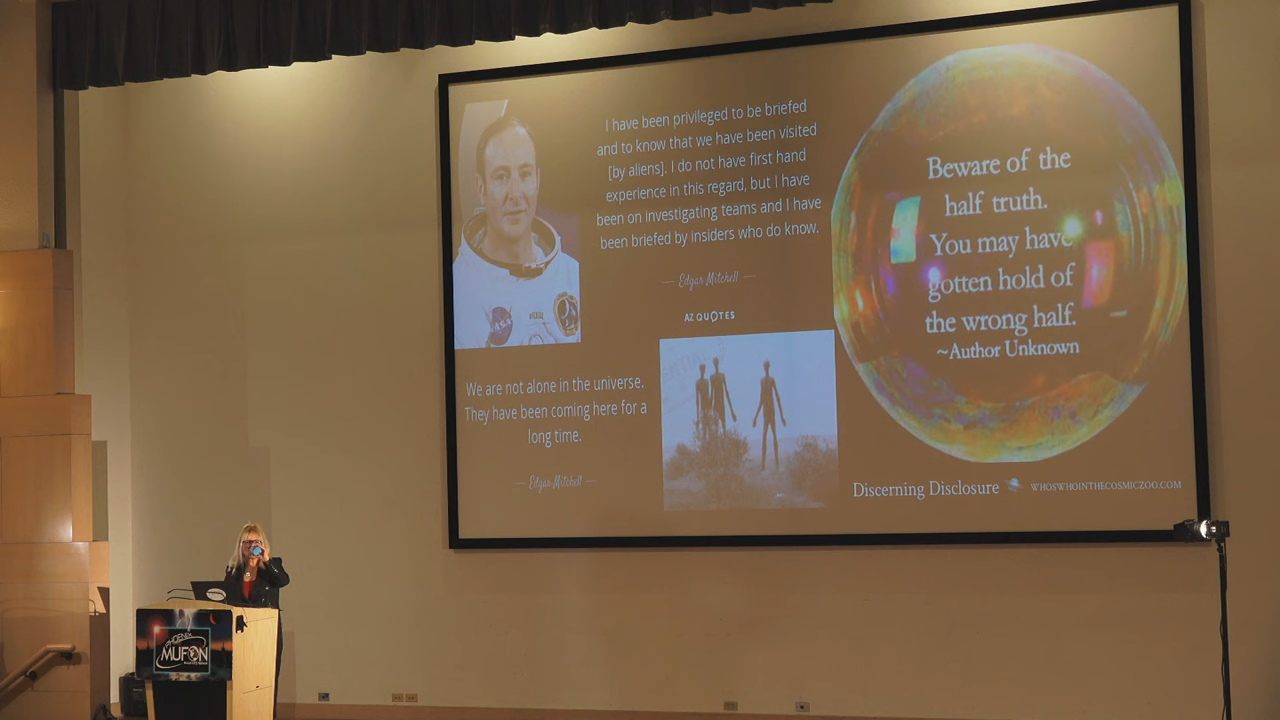 I have been privileged to be briefed
and to know that we have been visited
[by aliens]. I do not have first hand
experience in this regard, but I have
been on investigating teams and I have
been briefed by insiders who do know.
— Edgar Mitchell —
AZ QUOTES
We are not alone in the universe.
They have been coming here for a
long time.
— Edgar Mitchell —
Beware of the
half truth.
You may have
gotten hold of
the wrong half.
~Author Unknown
Discerning Disclosure
WHOSWHOINTHECOSMICZOO.COM
NASA
PHOENIX
MUFON